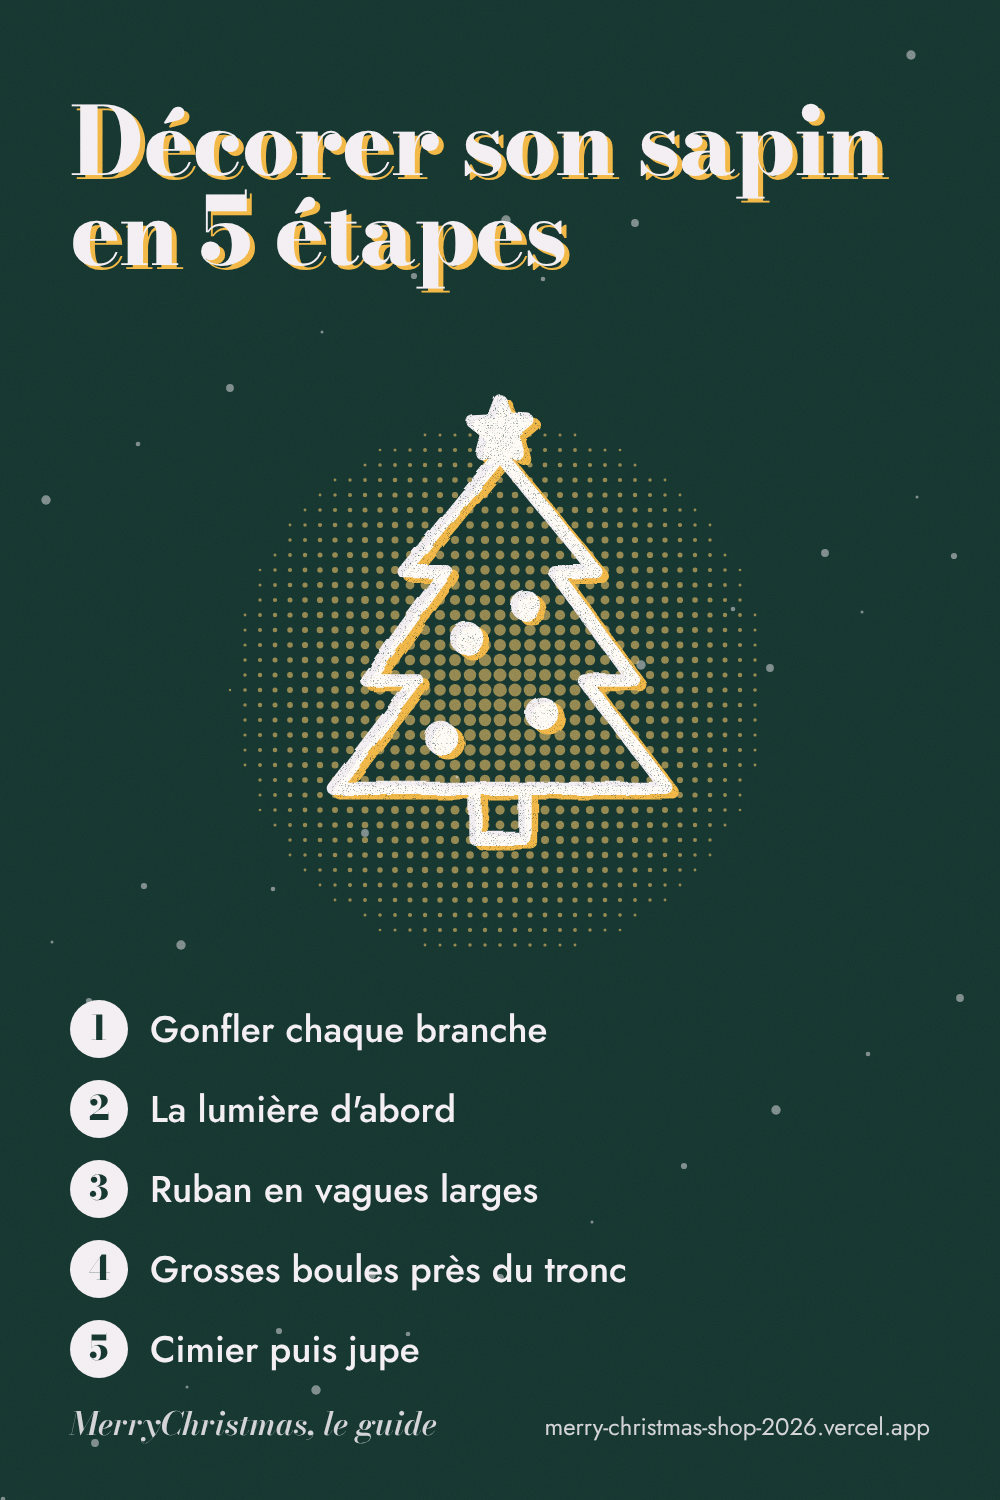 Décorer son sapin
en 5 étapes
1 Gonfler chaque branche
2 La lumière d'abord
3 Ruban en vagues larges
4 Grosses boules près du tronc
5 Cimier puis jupe
MerryChristmas, le guide
merry-christmas-shop-2026.vercel.app